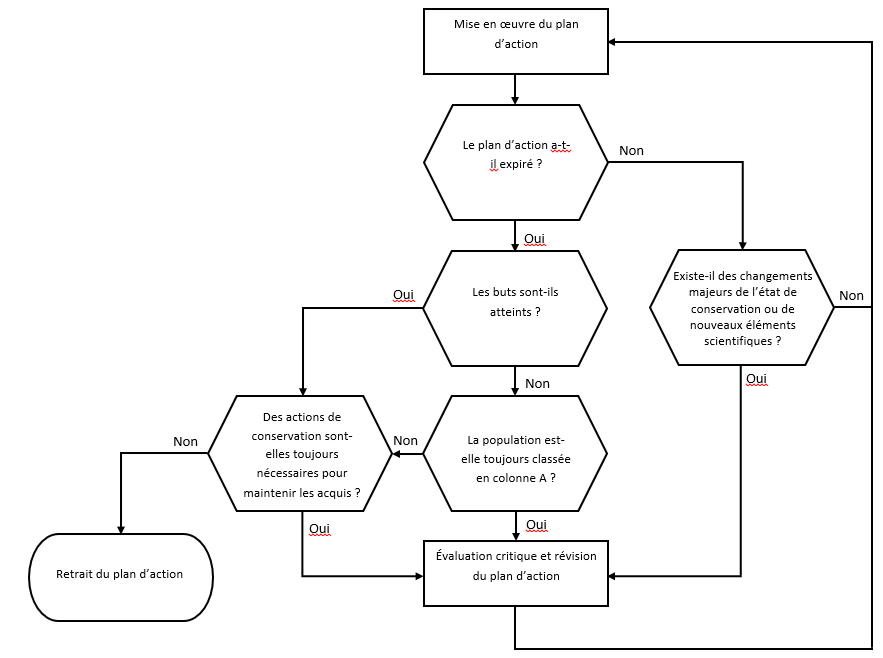 Mise en œuvre du plan
d’action
Le plan d’action a-t-
il expiré ?
Non
Oui
Les buts sont-ils
atteints ?
Oui
Existe-il des changements
majeurs de l’état de
conservation ou de
nouveaux éléments
scientifiques ?
Non
Oui
Non
Des actions de
conservation sont-
elles toujours
nécessaires pour
maintenir les acquis ?
Non
La population est-
elle toujours classée
en colonne A ?
Non
Oui
Oui
Évaluation critique et révision
du plan d’action
Retrait du plan d’action